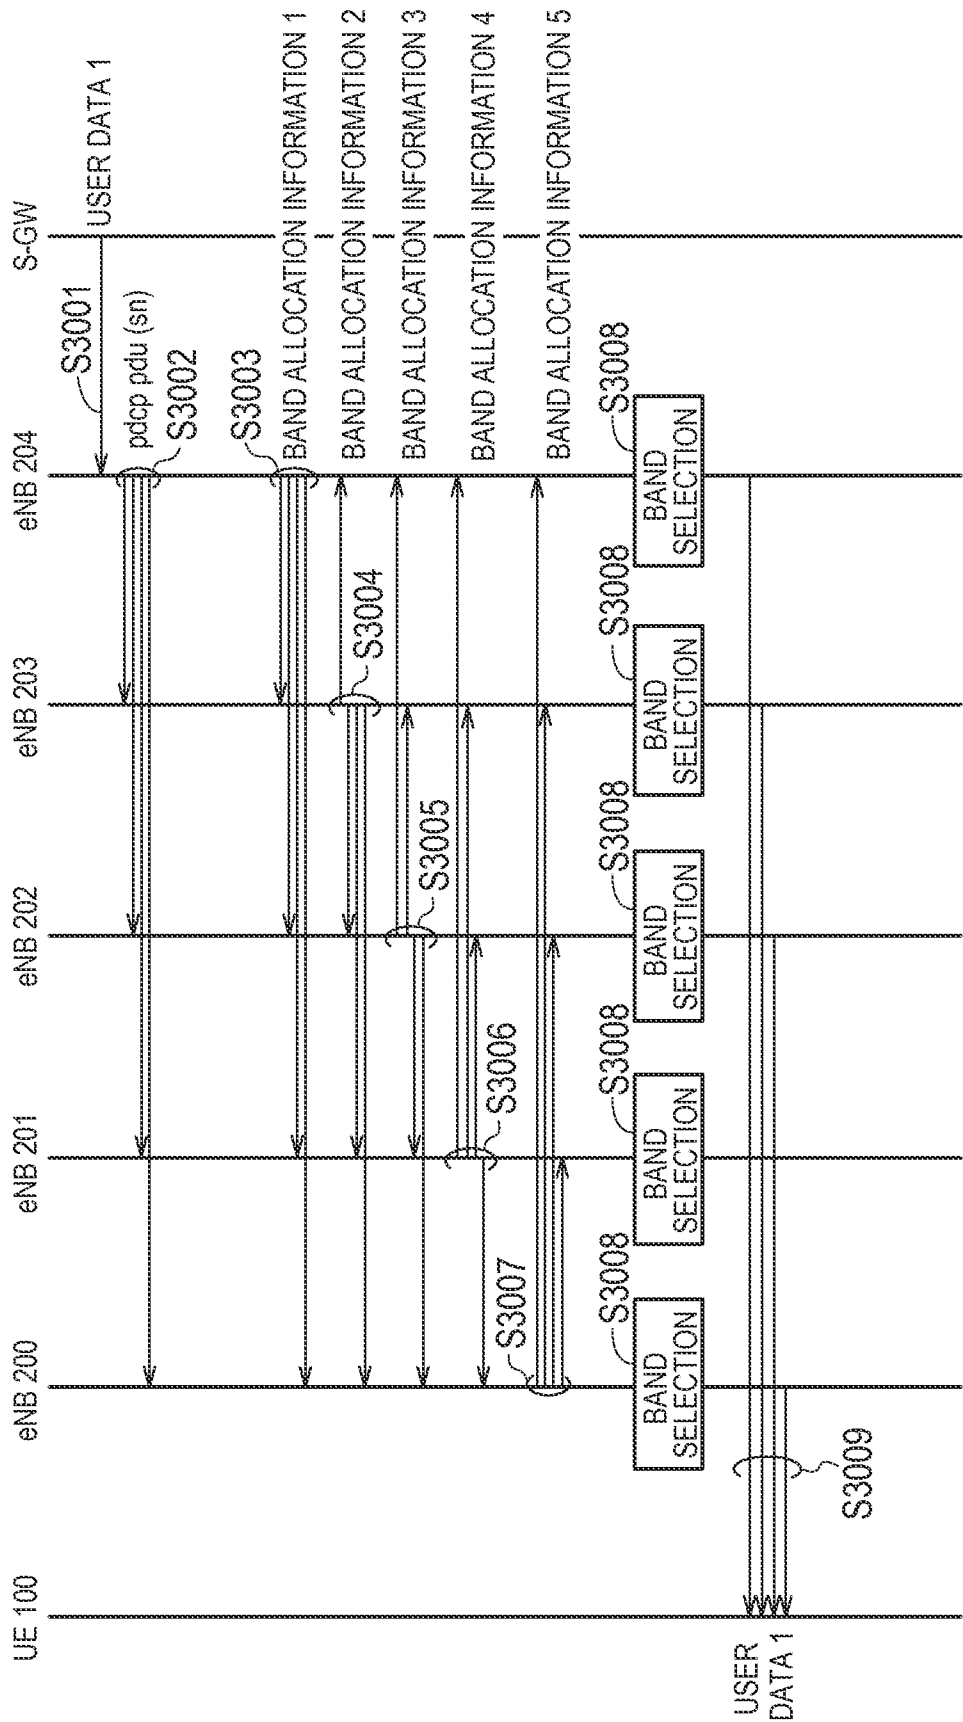 UE 100
eNB 200
eNB 201
eNB 202
eNB 203
eNB 204
S-GW
S3001
USER DATA 1
pdcp pdu (sn)
S3002
S3003
BAND ALLOCATION INFORMATION 1
S3004
BAND ALLOCATION INFORMATION 2
S3005
BAND ALLOCATION INFORMATION 3
S3006
BAND ALLOCATION INFORMATION 4
S3007
BAND ALLOCATION INFORMATION 5
S3008
S3008
S3008
S3008
S3008
BAND
SELECTION
BAND
SELECTION
BAND
SELECTION
BAND
SELECTION
BAND
SELECTION
USER
DATA 1
S3009